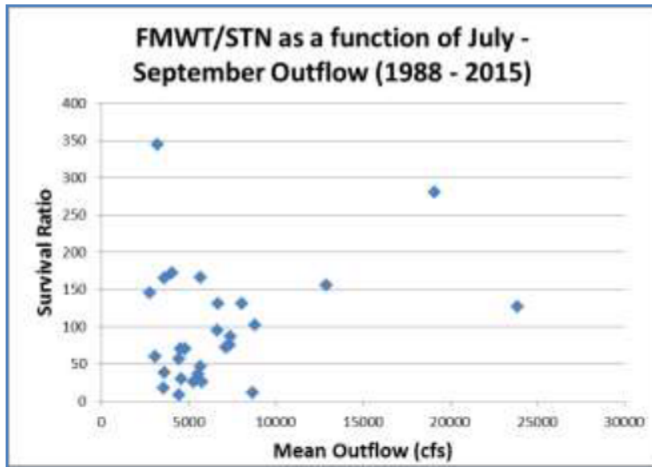 FMWT/STN as a function of July -
September Outflow (1988 - 2015)
400
350
300
250
200
150
100
50
0
Survival Ratio
0 5000 10000 15000 20000 25000 30000
Mean Outflow (cfs)